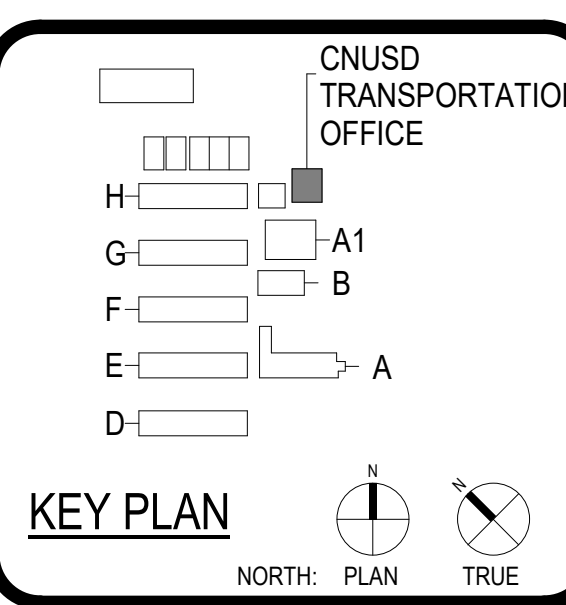 CNUSD
TRANSPORTATION
OFFICE
H
A1
G
B
F
E
A
D
N
N
KEY PLAN
NORTH: PLAN TRUE